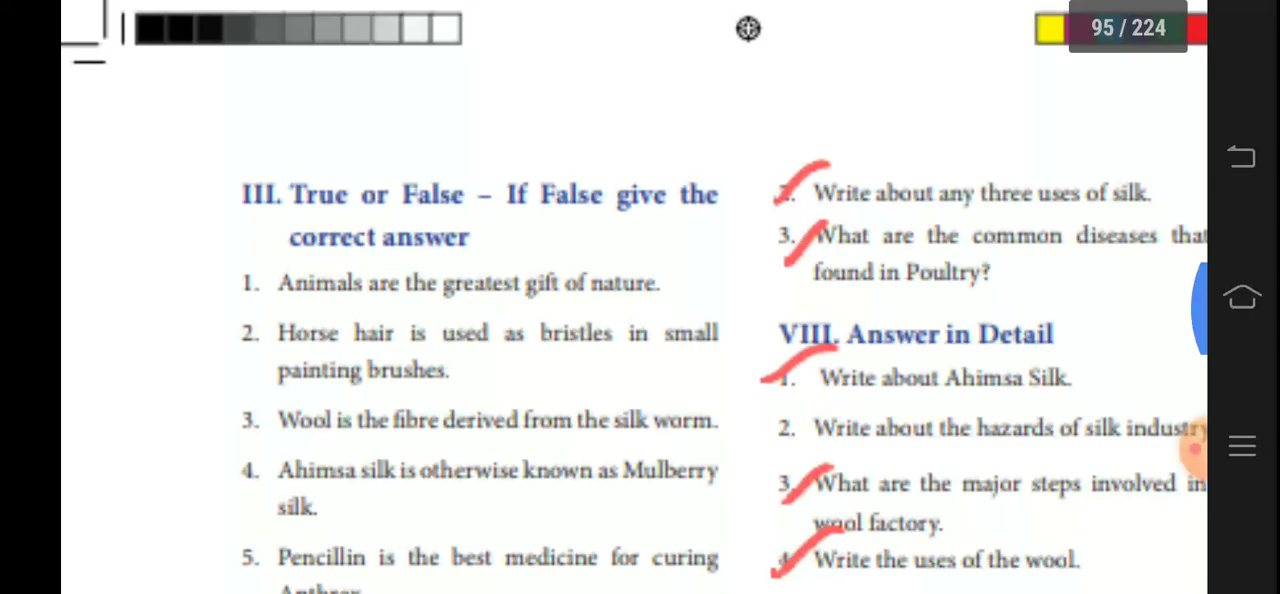 95 / 224
III. True or False – If False give the
correct answer
1. Animals are the greatest gift of nature.
2. Horse hair is used as bristles in small
painting brushes.
3. Wool is the fibre derived from the silk worm.
4. Ahimsa silk is otherwise known as Mulberry
silk.
5. Pencillin is the best medicine for curing
2. Write about any three uses of silk.
3. What are the common diseases that
found in Poultry?
VIII. Answer in Detail
1. Write about Ahimsa Silk.
2. Write about the hazards of silk industry
3. What are the major steps involved in
wool factory.
4. Write the uses of the wool.